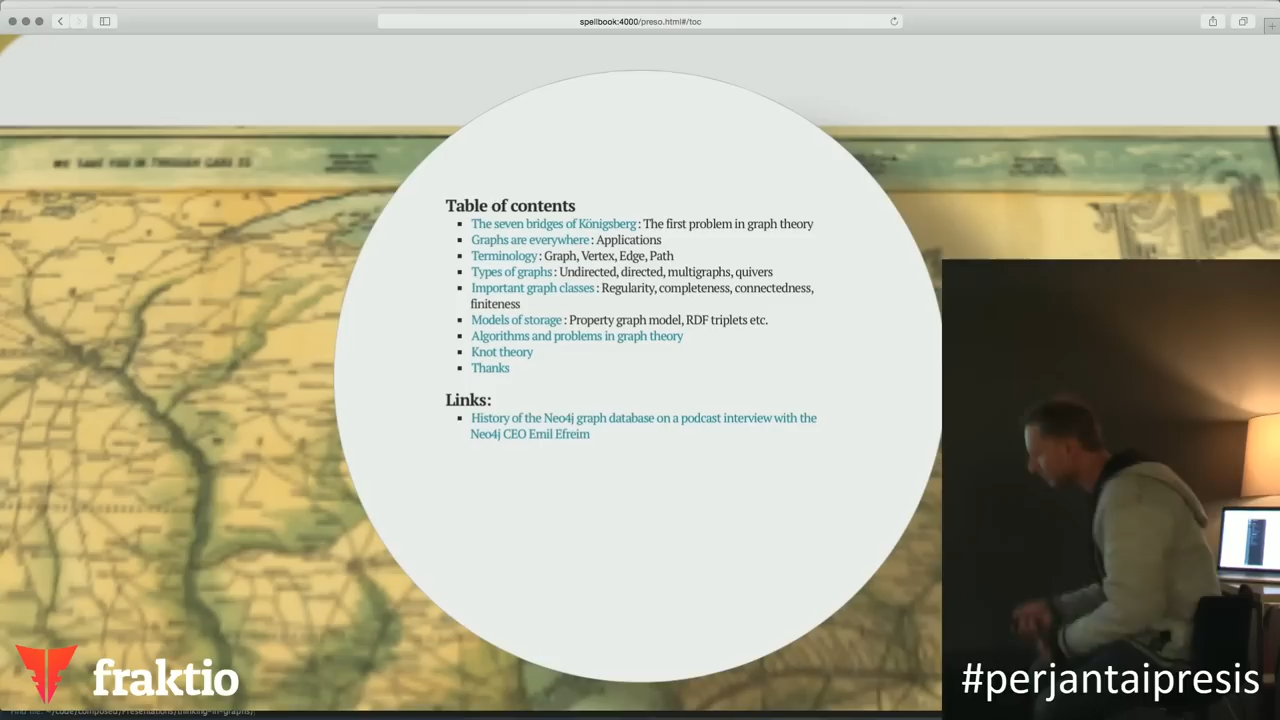 spellbook:4000/preso.html#/toc
Table of contents
The seven bridges of Königsberg: The first problem in graph theory
Graphs are everywhere: Applications
Terminology: Graph, Vertex, Edge, Path
Types of graphs: Undirected, directed, multigraphs, quivers
Important graph classes: Regularity, completeness, connectedness,
finiteness
Models of storage: Property graph model, RDF triplets etc.
Algorithms and problems in graph theory
Knot theory
Thanks
Links:
History of the Neo4j graph database on a podcast interview with the
Neo4j CEO Emil Efreim
fraktio
#perjantaipresis